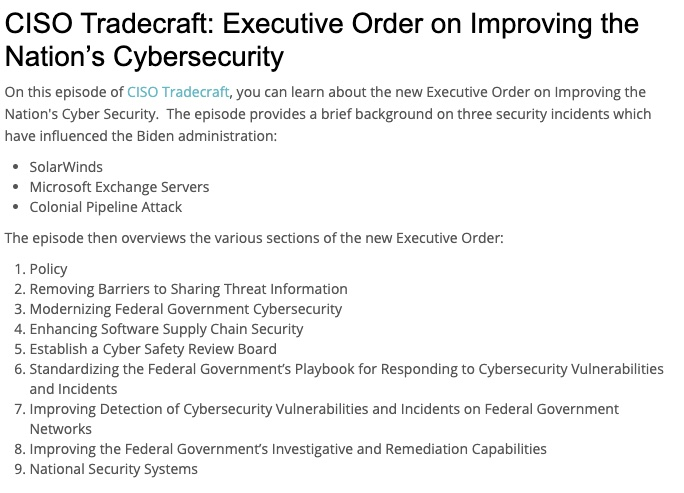 CISO Tradecraft: Executive Order on Improving the
Nation’s Cybersecurity
On this episode of CISO Tradecraft, you can learn about the new Executive Order on Improving the
Nation's Cyber Security.  The episode provides a brief background on three security incidents which
have influenced the Biden administration:
• SolarWinds
• Microsoft Exchange Servers
• Colonial Pipeline Attack
The episode then overviews the various sections of the new Executive Order:
1. Policy
2. Removing Barriers to Sharing Threat Information
3. Modernizing Federal Government Cybersecurity
4. Enhancing Software Supply Chain Security
5. Establish a Cyber Safety Review Board
6. Standardizing the Federal Government’s Playbook for Responding to Cybersecurity Vulnerabilities
and Incidents
7. Improving Detection of Cybersecurity Vulnerabilities and Incidents on Federal Government
Networks
8. Improving the Federal Government’s Investigative and Remediation Capabilities
9. National Security Systems